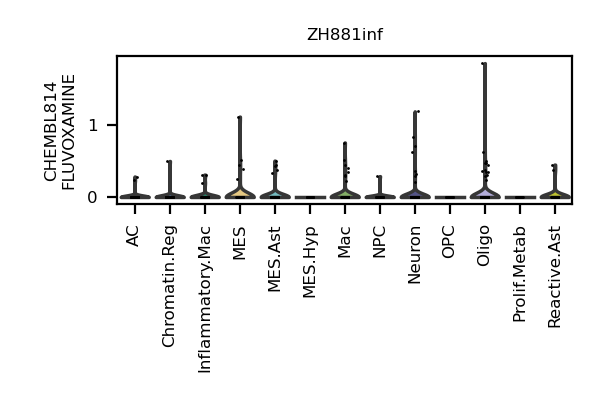 ZH881inf
CHEMBL814
FLUVOXAMINE
1
0
AC
Chromatin.Reg
Inflammatory.Mac
MES
MES.Ast
MES.Hyp
Mac
NPC
Neuron
OPC
Oligo
Prolif.Metab
Reactive.Ast